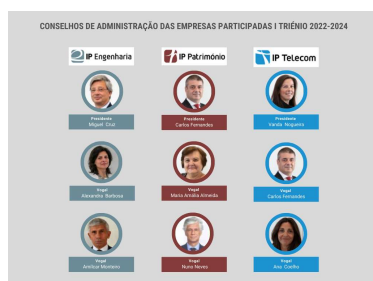 CONSELHOS DE ADMINISTRAÇÃO DAS EMPRESAS PARTICIPADAS I TRIÉNIO 2022-2024
IP Engenharia
IP Património
IP Telecom
Presidente
Miguel Cruz
Presidente
Carlos Fernandes
Presidente
Vanda Nogueira
Vogal
Alexandra Barbosa
Vogal
Maria Amália Almeida
Vogal
Carlos Fernandes
Vogal
Amílcar Monteiro
Vogal
Nuno Neves
Vogal
Ana Coelho